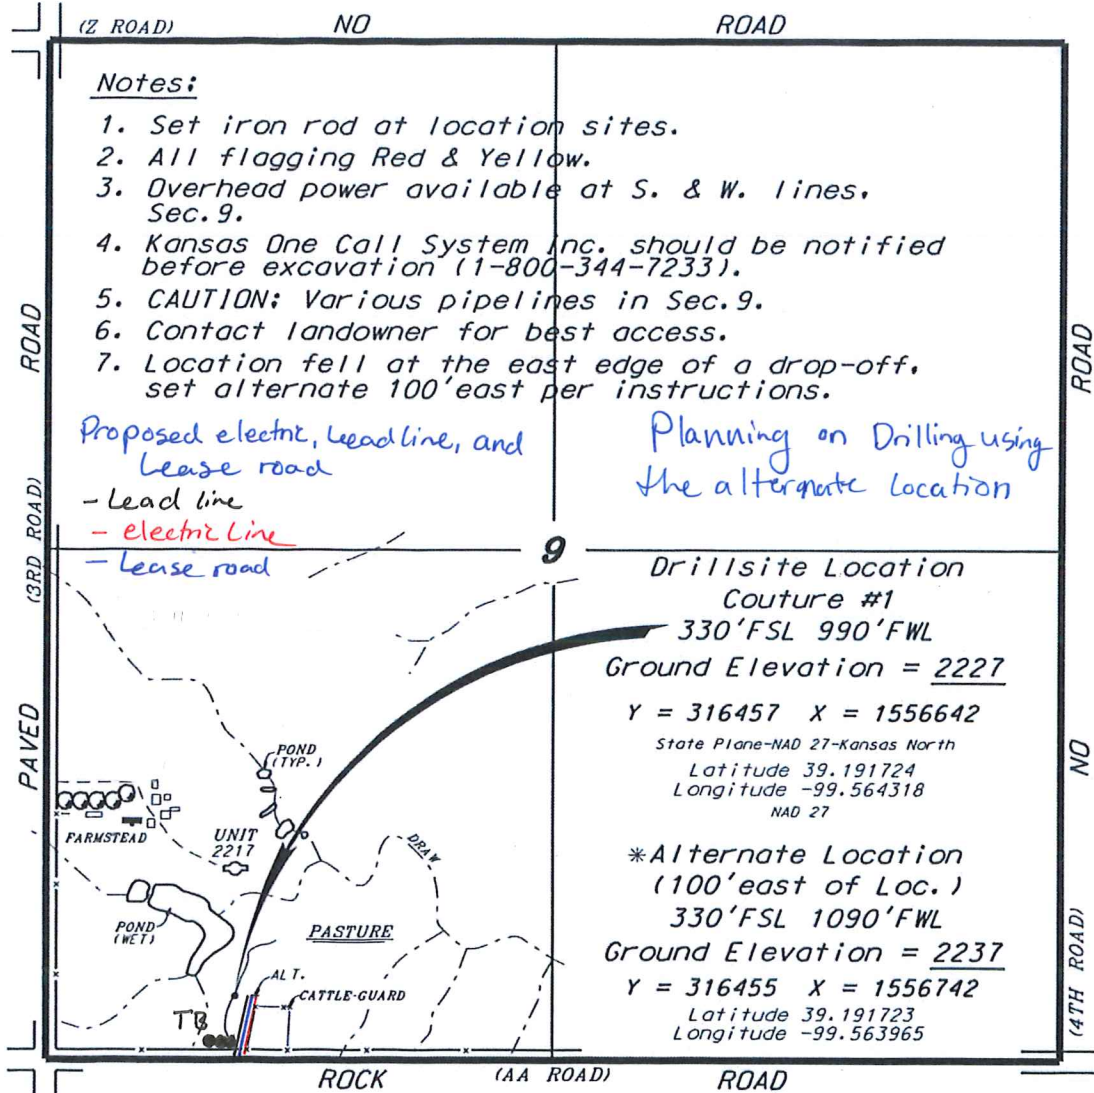 (Z ROAD) NO ROAD
Notes:
1. Set iron rod at location sites.
2. All flagging Red & Yellow.
3. Overhead power available at S. & W. lines,
Sec.9.
4. Kansas One Call System Inc. should be notified
before excavation (1-800-344-7233).
5. CAUTION: Various pipelines in Sec.9.
6. Contact landowner for best access.
7. Location fell at the east edge of a drop-off,
set alternate 100'east per instructions.
ROAD
(3RD ROAD)
PAVED
ROAD
NO
(4TH ROAD)
Proposed electric, Lead line, and
Lease road
- Lead line
- electric Line
- Lease road
Planning on Drilling using
the alternate Location
9
Drillsite Location
Couture #1
330'FSL 990'FWL
Ground Elevation = 2227
Y = 316457 X = 1556642
State Plane-NAD 27-Kansas North
Latitude 39.191724
Longitude -99.564318
NAD 27
*Alternate Location
(100'east of Loc.)
330'FSL 1090'FWL
Ground Elevation = 2237
Y = 316455 X = 1556742
Latitude 39.191723
Longitude -99.563965
POND
(TYP.)
FARMSTEAD
UNIT
2217
DRAW
POND
(WET)
PASTURE
ALT.
CATTLE-GUARD
TB
ROCK (AA ROAD) ROAD